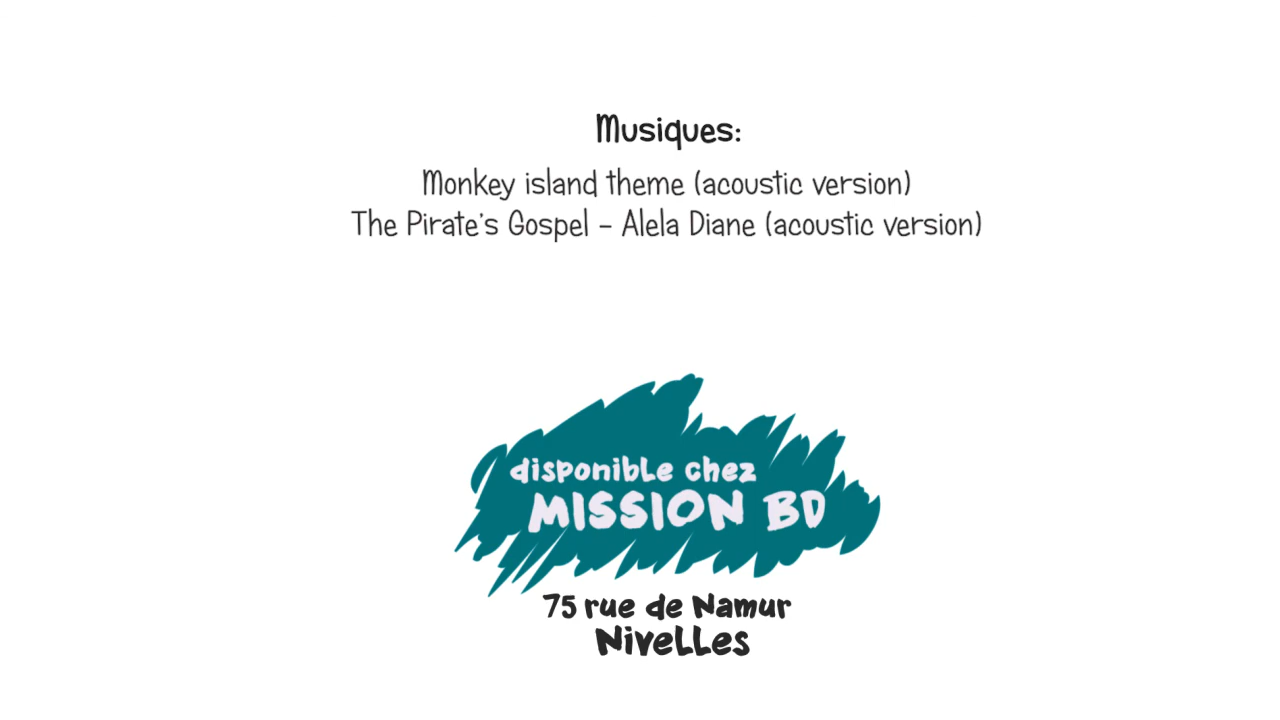 Musiques:
Monkey island theme (acoustic version)
The Pirate's Gospel - Alela Diane (acoustic version)
disponible chez
MISSION BD
75 rue de Namur
Nivelles